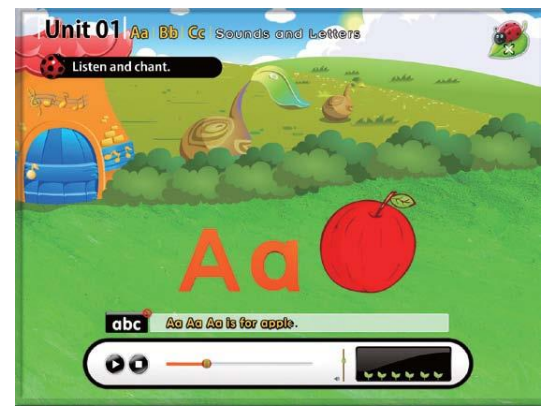 Unit 01 Aa Bb Cc Sounds and Letters
Listen and chant.
Aa
abc Aa Aa Aa is for apple.